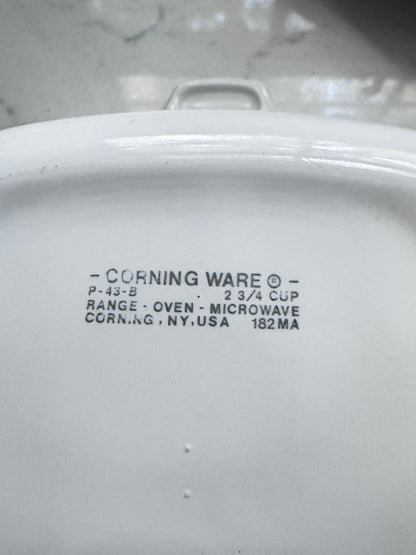 - CORNING WARE ® -
P-43-B 2 3/4 CUP
RANGE - OVEN - MICROWAVE
CORNING, NY, USA 182MA